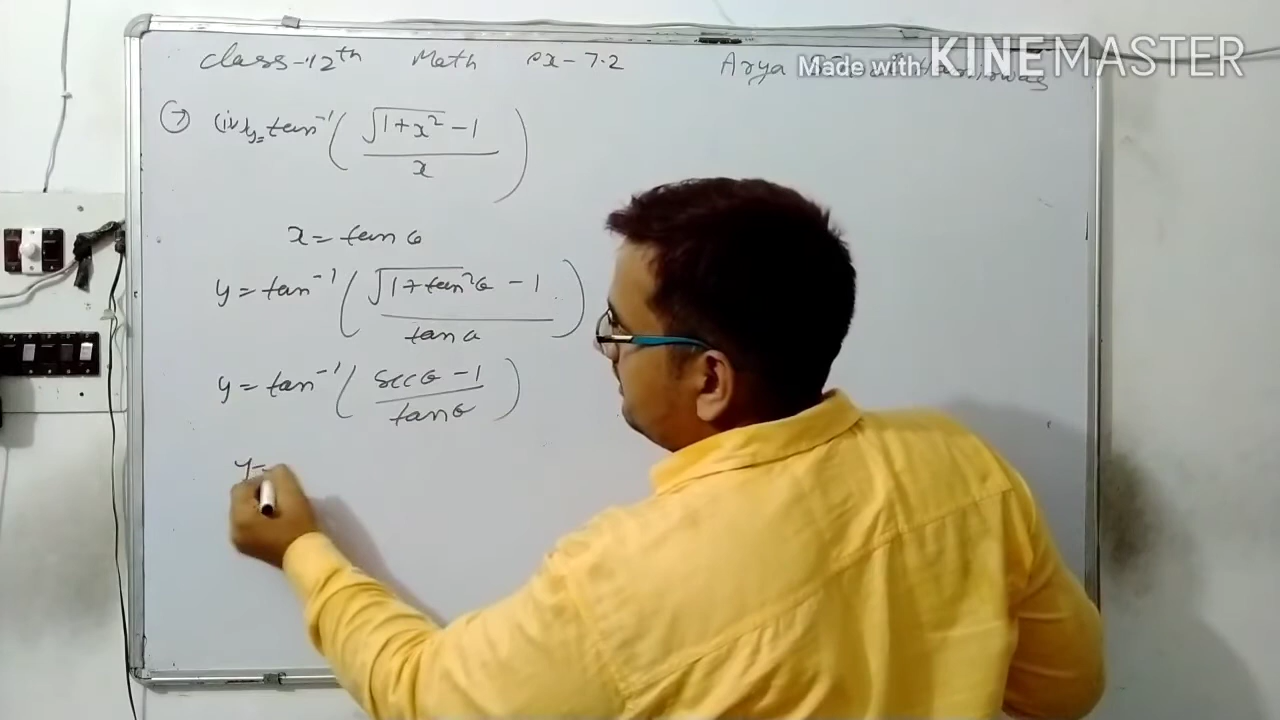 class-12th Math ex-7.2 Arya
Made with KINEMASTER
7 (iv) y= tan⁻¹ ( (√(1+x²) -1) / x )
x = tan θ
y = tan⁻¹ ( (√(1+tan²θ) - 1) / tan θ )
y = tan⁻¹ ( (sec θ - 1) / tan θ )
y=